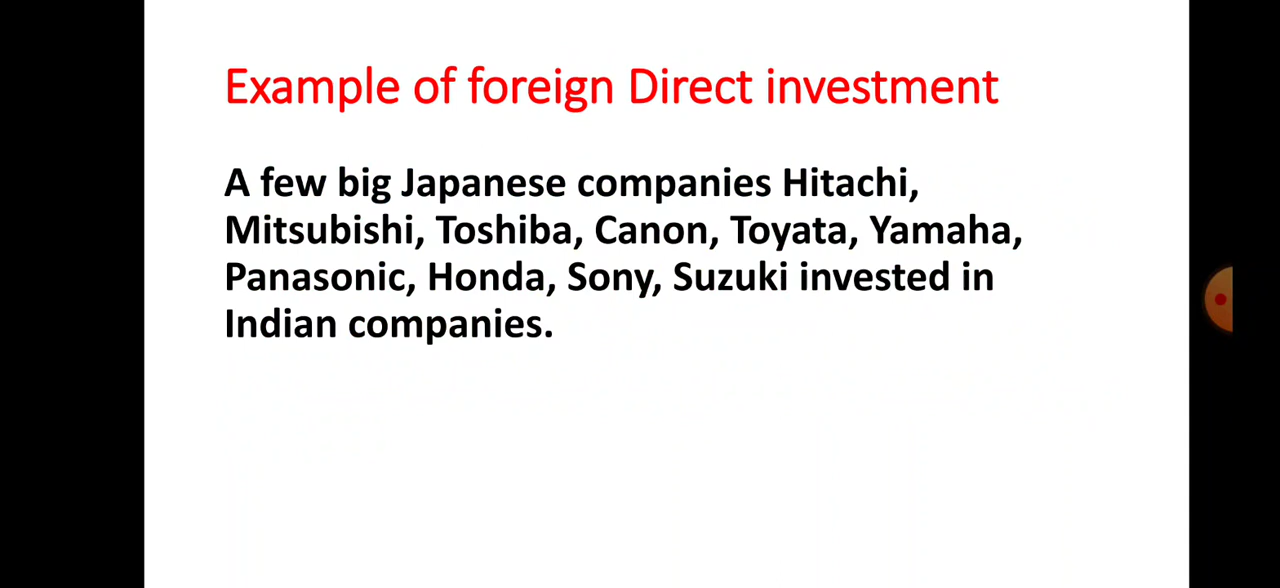 Example of foreign Direct investment
A few big Japanese companies Hitachi,
Mitsubishi, Toshiba, Canon, Toyata, Yamaha,
Panasonic, Honda, Sony, Suzuki invested in
Indian companies.